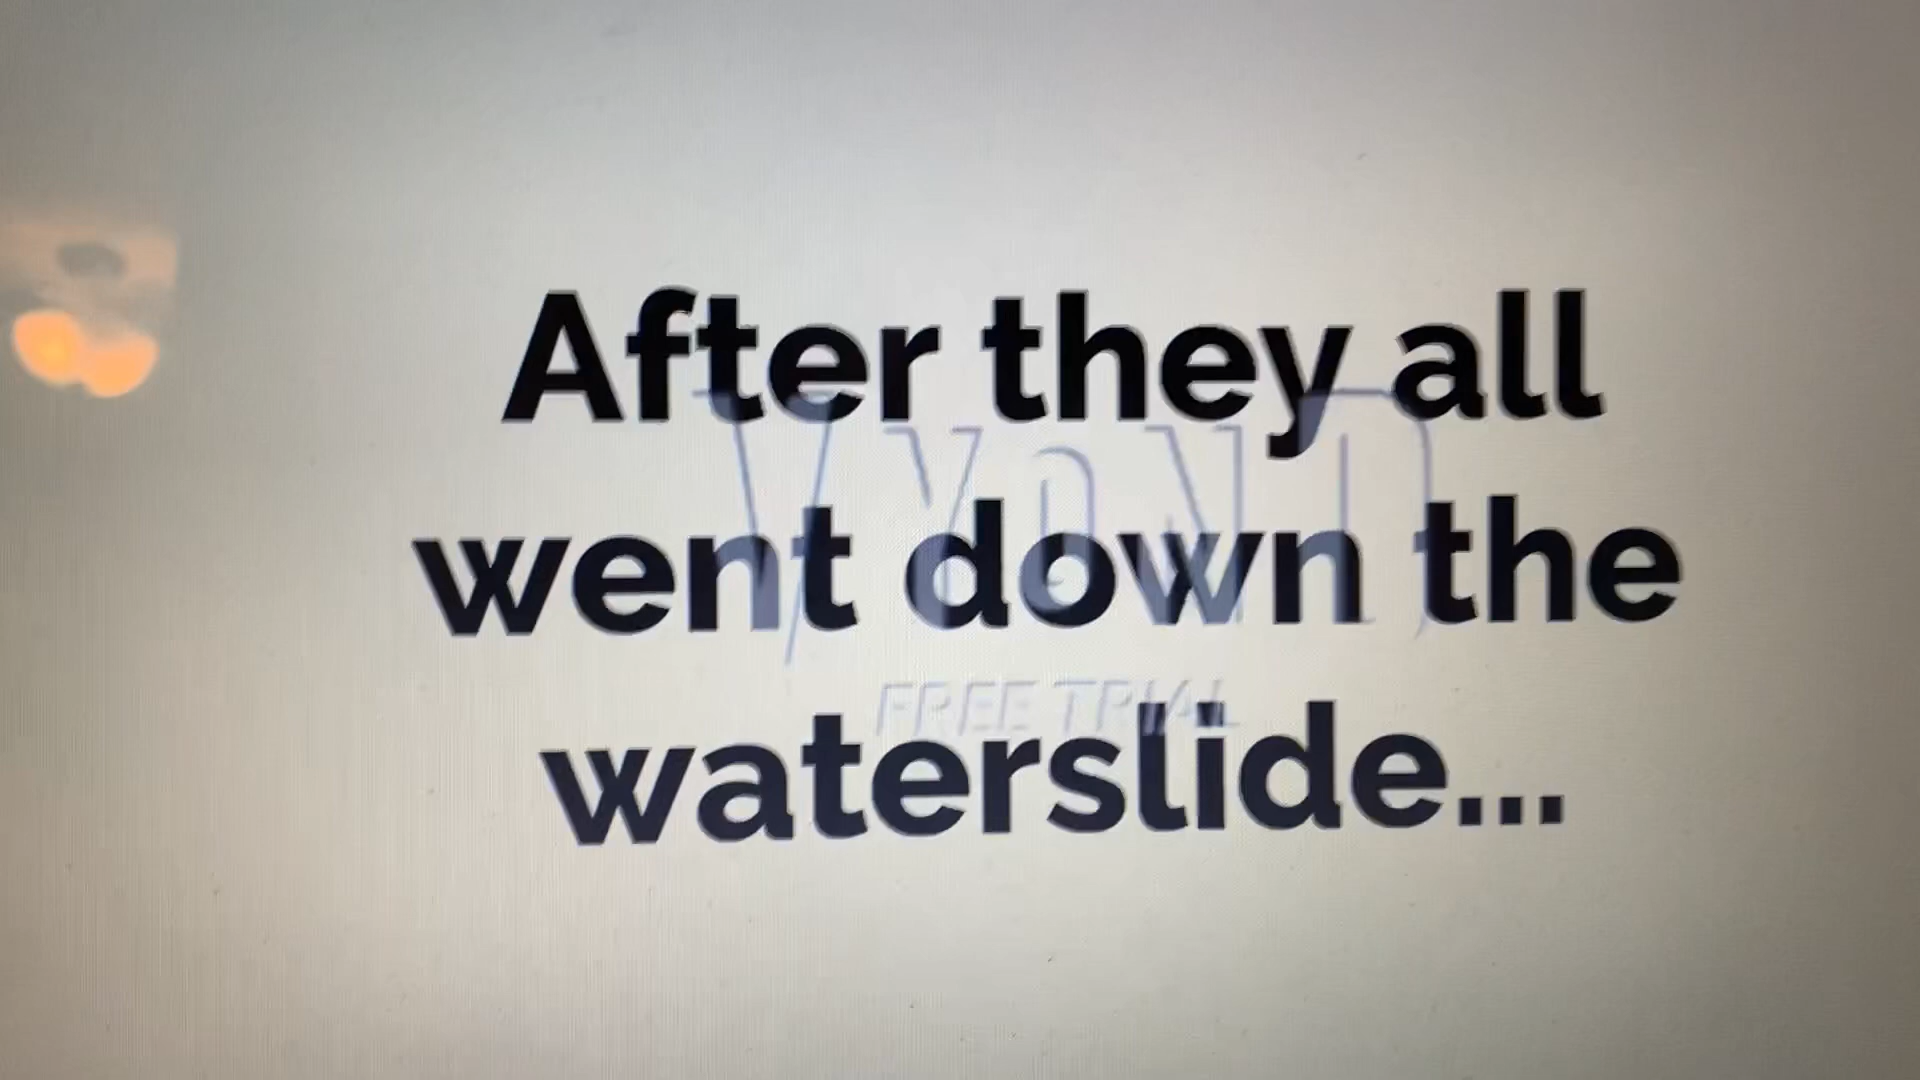 After they all
VYOND
went down the
FREE TRIAL
waterslide...